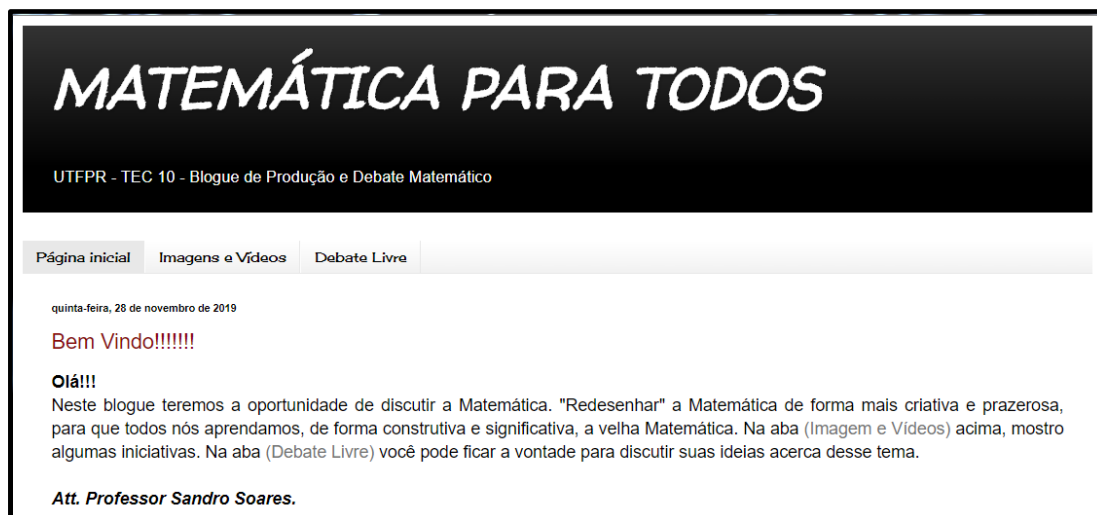 MATEMÁTICA PARA TODOS
UTFPR - TEC 10 - Blogue de Produção e Debate Matemático
Página inicial Imagens e Vídeos Debate Livre
quinta-feira, 28 de novembro de 2019
Bem Vindo!!!!!!!
Olá!!!
Neste blogue teremos a oportunidade de discutir a Matemática. "Redesenhar" a Matemática de forma mais criativa e prazerosa,
para que todos nós aprendamos, de forma construtiva e significativa, a velha Matemática. Na aba (Imagem e Vídeos) acima, mostro
algumas iniciativas. Na aba (Debate Livre) você pode ficar a vontade para discutir suas ideias acerca desse tema.
Att. Professor Sandro Soares.